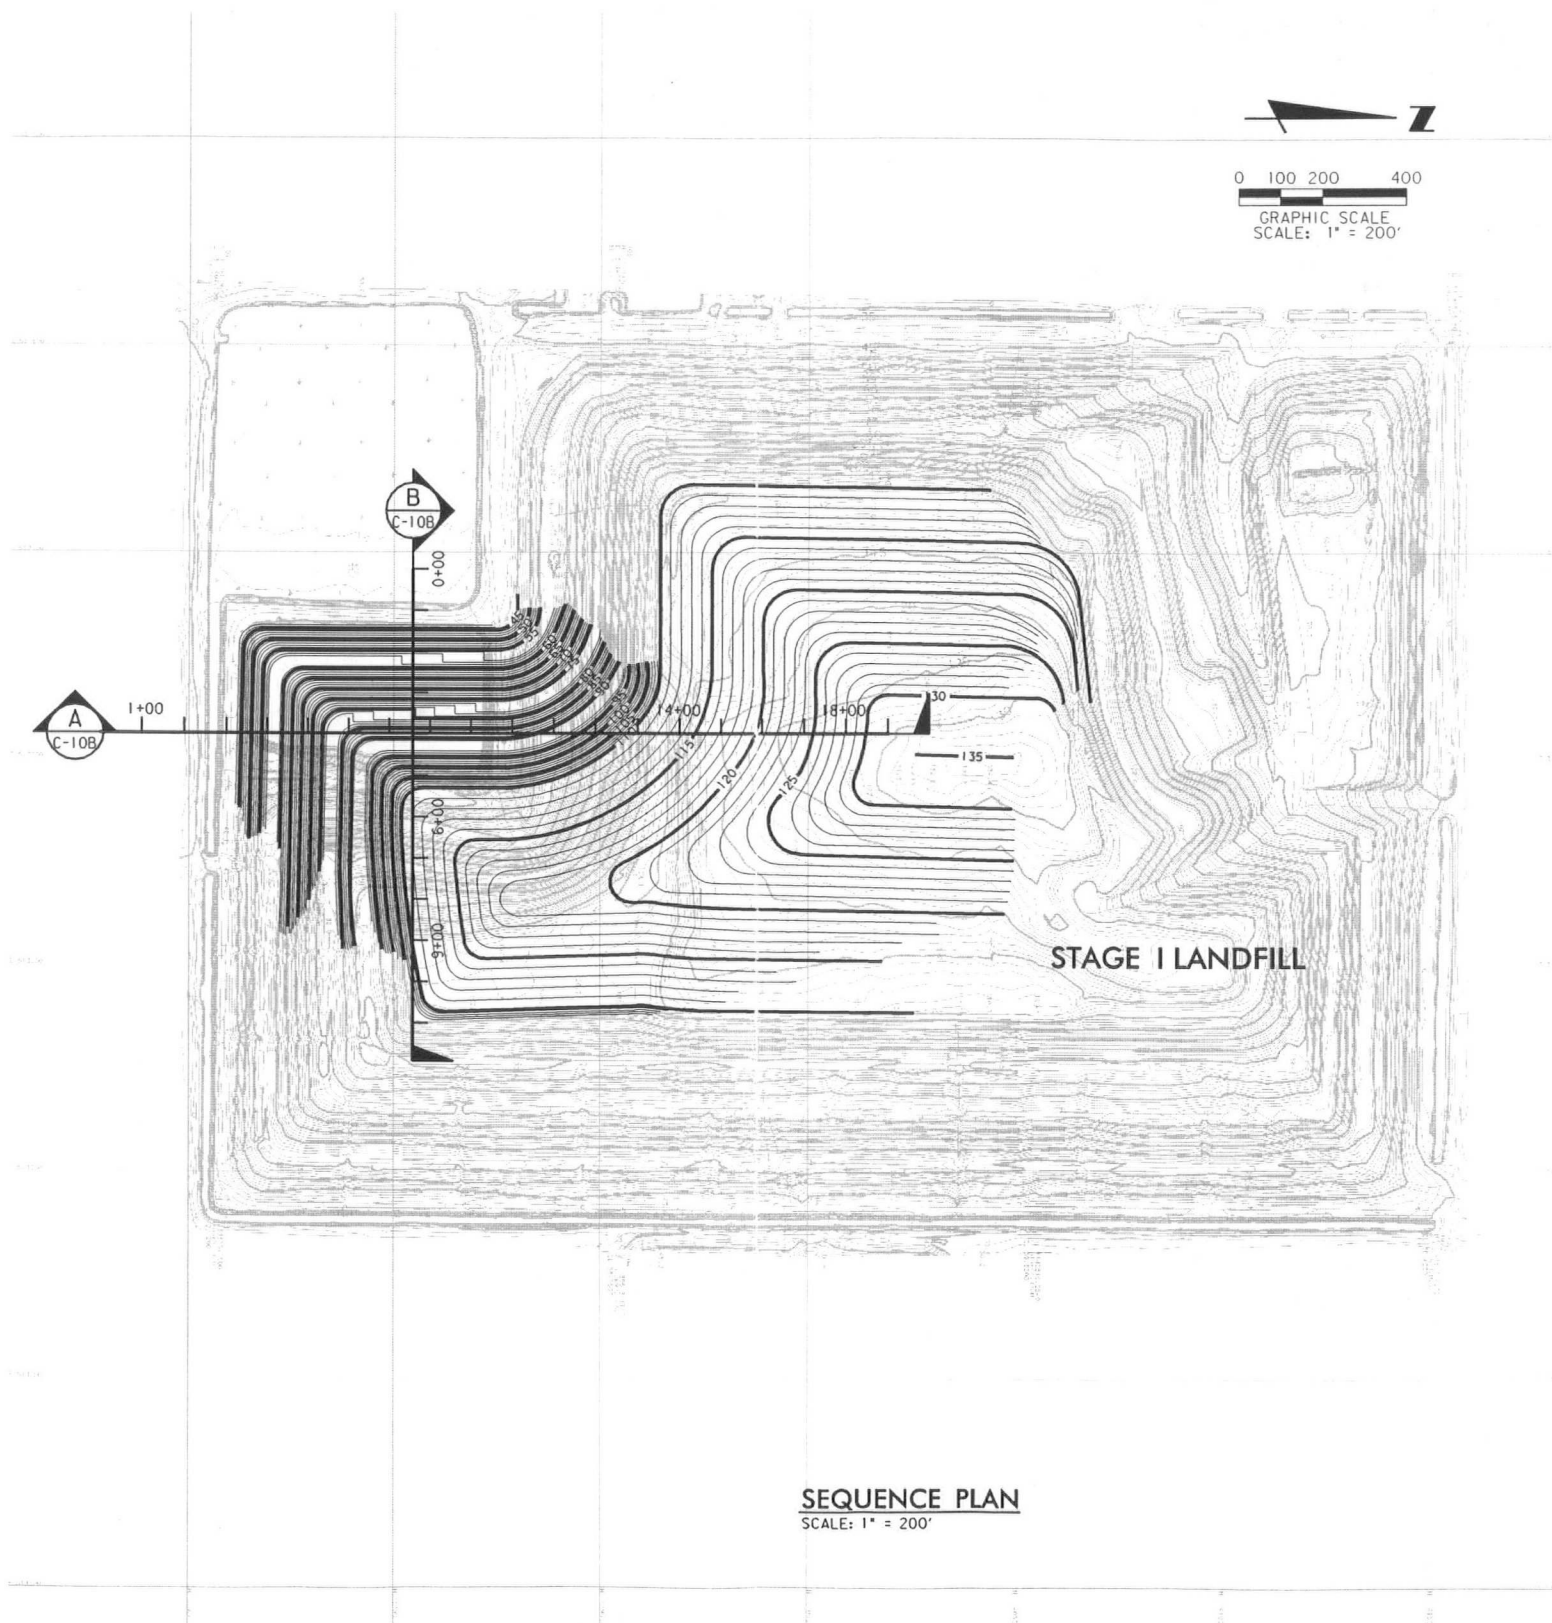 Z
0 100 200 400
GRAPHIC SCALE
SCALE: 1" = 200'
B
C-10B
0+00
A
C-10B
1+00
14+00
18+00
130
135
115
120
125
6+00
9+00
STAGE I LANDFILL
SEQUENCE PLAN
SCALE: 1" = 200'